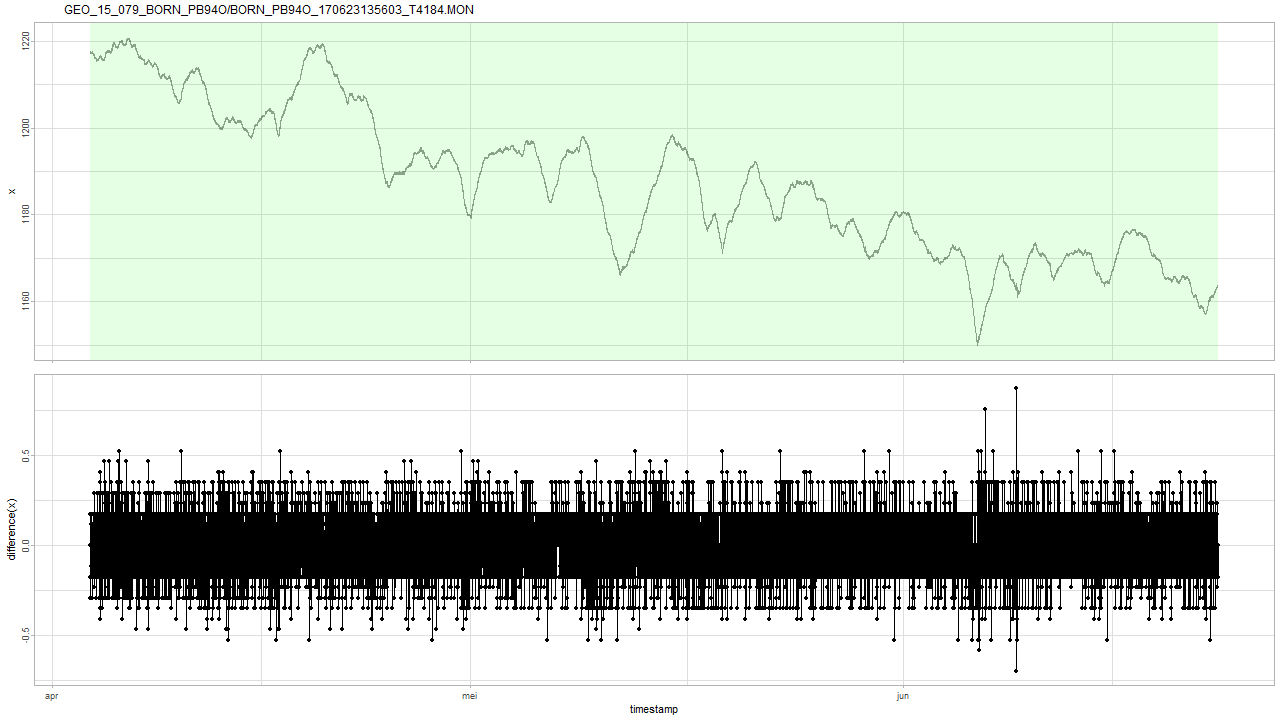 GEO_15_079_BORN_PB94O/BORN_PB94O_170623135603_T4184.MON
1220
1200
x
1180
1160
0.5
difference(x)
0.0
-0.5
apr
mei
jun
timestamp